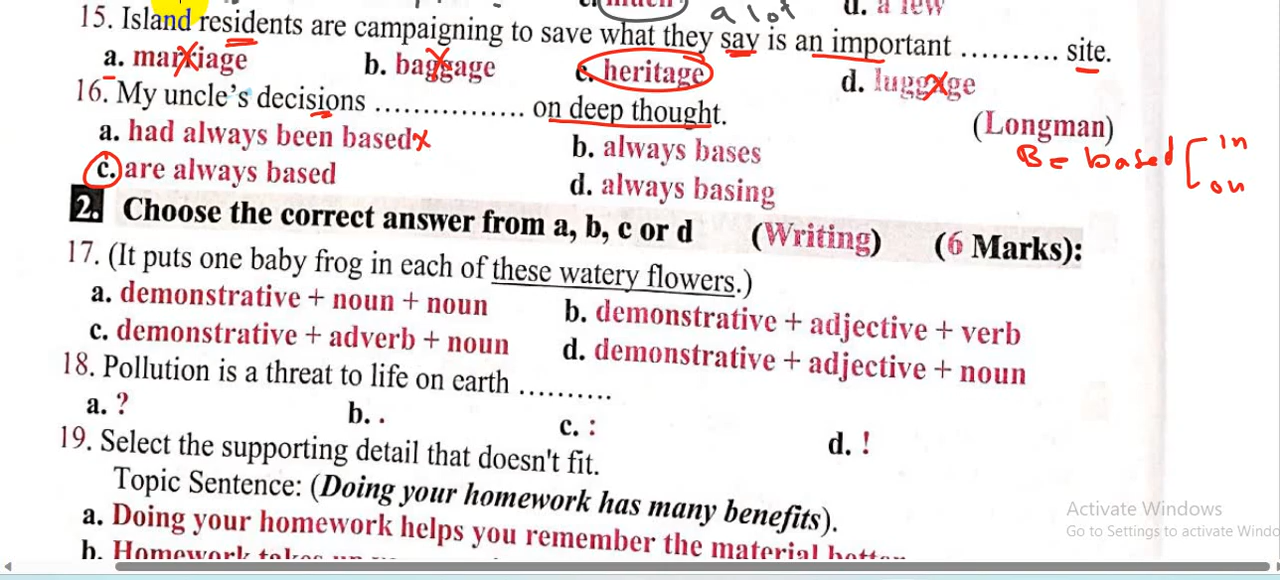 much a lot d. a few
15. Island residents are campaigning to save what they say is an important .......... site.
a. marriage b. baggage c. heritage d. luggage
16. My uncle's decisions ................ on deep thought.
(Longman)
a. had always been based b. always bases
Be based in
on
c. are always based d. always basing
2. Choose the correct answer from a, b, c or d (Writing) (6 Marks):
17. (It puts one baby frog in each of these watery flowers.)
a. demonstrative + noun + noun b. demonstrative + adjective + verb
c. demonstrative + adverb + noun d. demonstrative + adjective + noun
18. Pollution is a threat to life on earth ..........
a. ? b. . c. : d. !
19. Select the supporting detail that doesn't fit.
Topic Sentence: (Doing your homework has many benefits).
a. Doing your homework helps you remember the material better
b. Homework takes up
Activate Windows
Go to Settings to activate Windo